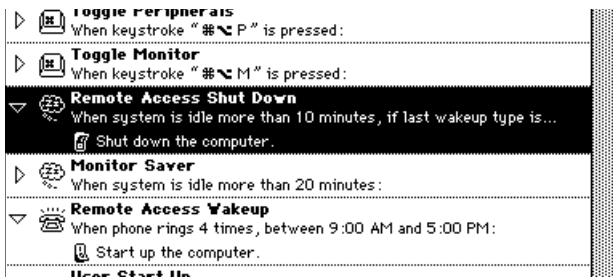 Toggle Peripherals
When keystroke “⌘⌥ P” is pressed:
Toggle Monitor
When keystroke “⌘⌥ M” is pressed:
Remote Access Shut Down
When system is idle more than 10 minutes, if last wakeup type is...
Shut down the computer.
Monitor Saver
When system is idle more than 20 minutes:
Remote Access Wakeup
When phone rings 4 times, between 9:00 AM and 5:00 PM:
Start up the computer.
User Start Up